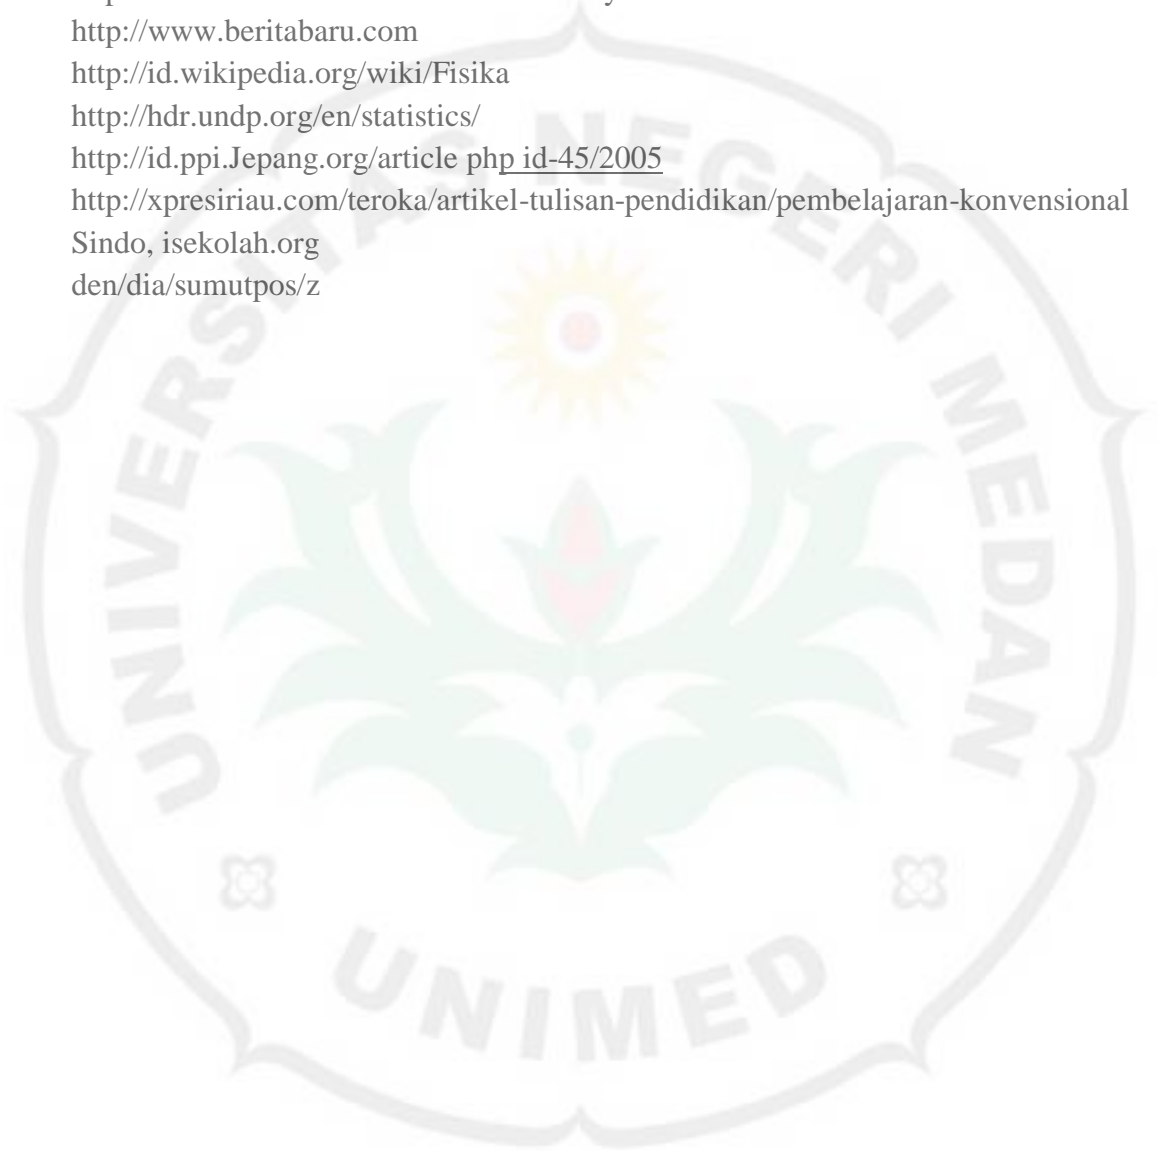 http://www.beritabaru.com
http://id.wikipedia.org/wiki/Fisika
http://hdr.undp.org/en/statistics/
http://id.ppi.Jepang.org/article php id-45/2005
http://xpresiriau.com/teroka/artikel-tulisan-pendidikan/pembelajaran-konvensional
Sindo, isekolah.org
den/dia/sumutpos/z
UNIVERSITAS NEGERI MEDAN
UNIMED